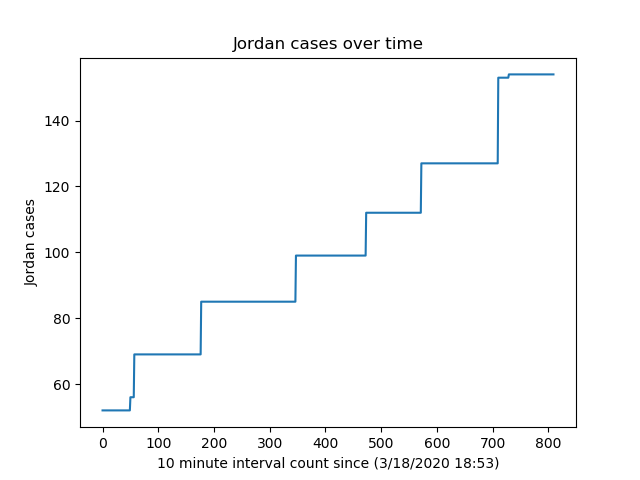 Jordan cases over time
140
120
100
80
60
Jordan cases
0 100 200 300 400 500 600 700 800
10 minute interval count since (3/18/2020 18:53)